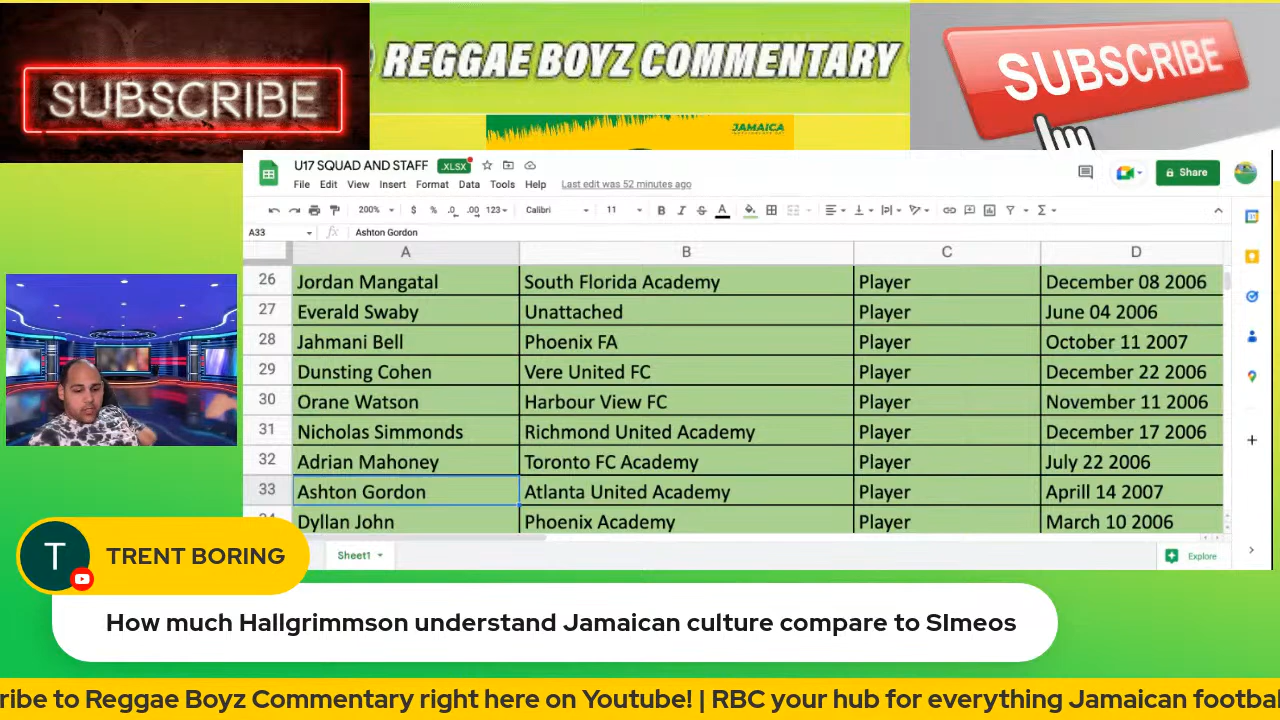 SUBSCRIBE
REGGAE BOYZ COMMENTARY
SUBSCRIBE
JAMAICA
U17 SQUAD AND STAFF .XLSX
File Edit View Insert Format Data Tools Help Last edit was 52 minutes ago
Share
200% $ % .0 .00 123 Calibri 11 B I S A
A33 fx Ashton Gordon
A B C D
26 Jordan Mangatal South Florida Academy Player December 08 2006
27 Everald Swaby Unattached Player June 04 2006
28 Jahmani Bell Phoenix FA Player October 11 2007
29 Dunsting Cohen Vere United FC Player December 22 2006
30 Orane Watson Harbour View FC Player November 11 2006
31 Nicholas Simmonds Richmond United Academy Player December 17 2006
32 Adrian Mahoney Toronto FC Academy Player July 22 2006
33 Ashton Gordon Atlanta United Academy Player Aprill 14 2007
Dyllan John Phoenix Academy Player March 10 2006
Sheet1 Explore
T TRENT BORING
How much Hallgrimmson understand Jamaican culture compare to SImeos
ribe to Reggae Boyz Commentary right here on Youtube! | RBC your hub for everything Jamaican footba